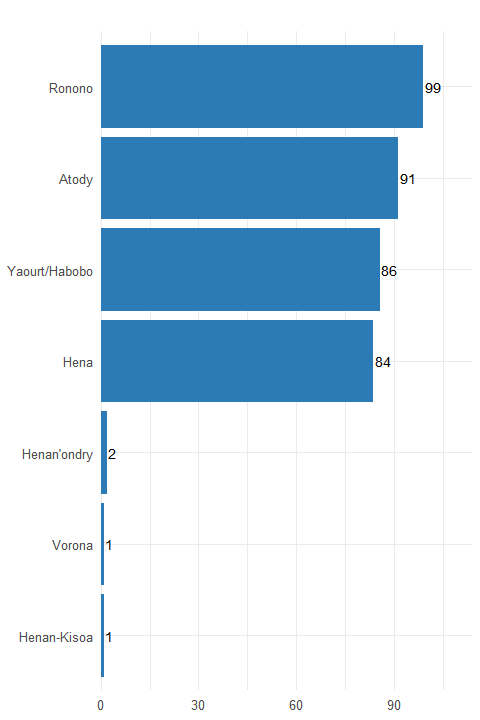 Ronono 99
Atody 91
Yaourt/Habobo 86
Hena 84
Henan'ondry 2
Vorona 1
Henan-Kisoa 1
0 30 60 90